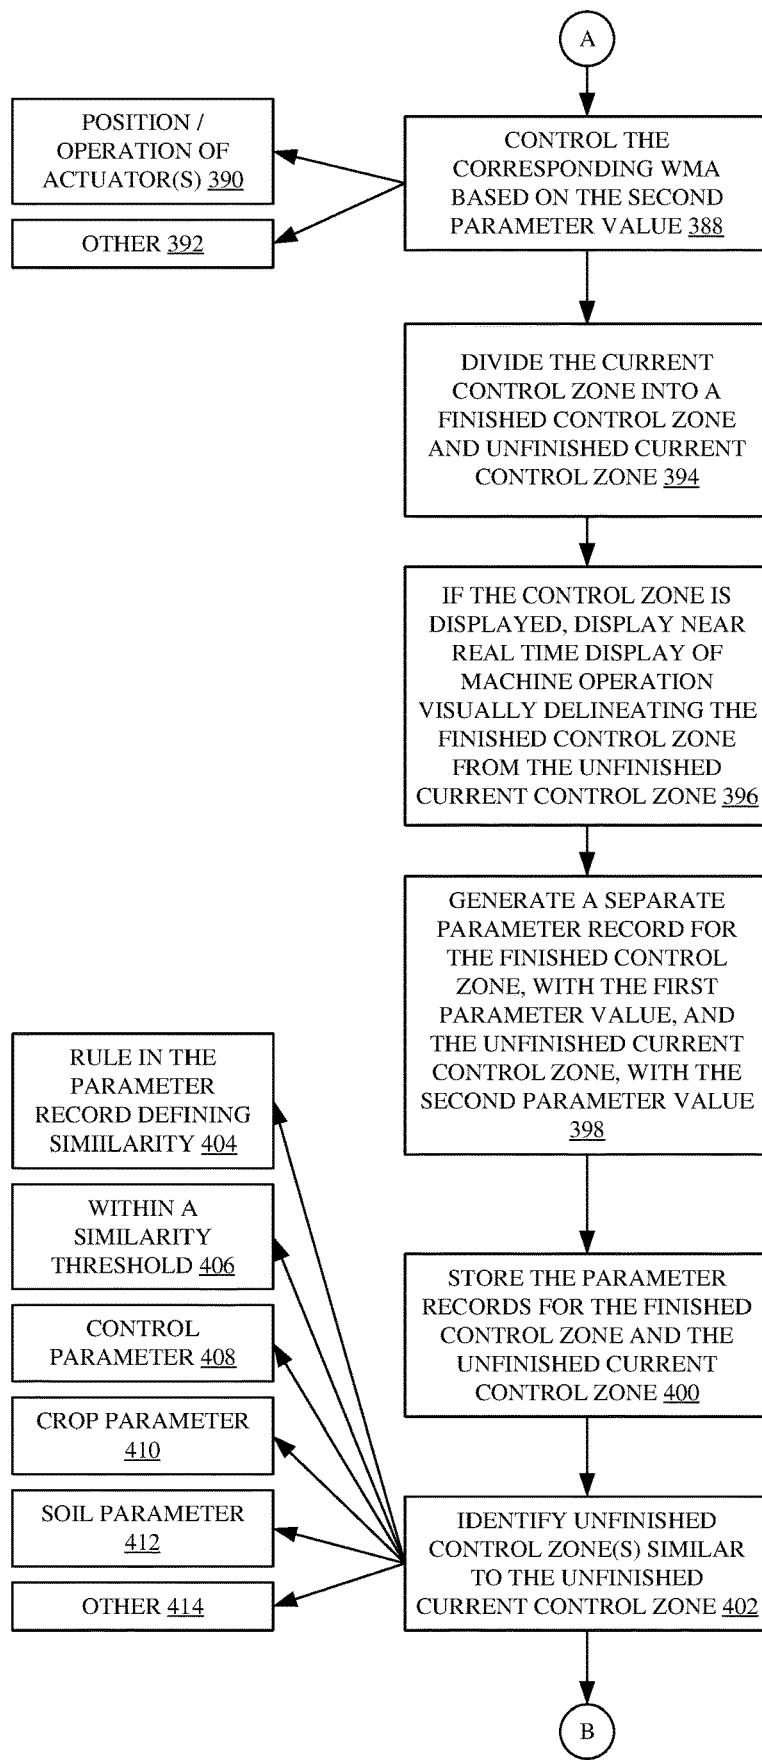 A
POSITION /
OPERATION OF
ACTUATOR(S) 390
OTHER 392
CONTROL THE
CORRESPONDING WMA
BASED ON THE SECOND
PARAMETER VALUE 388
DIVIDE THE CURRENT
CONTROL ZONE INTO A
FINISHED CONTROL ZONE
AND UNFINISHED CURRENT
CONTROL ZONE 394
IF THE CONTROL ZONE IS
DISPLAYED, DISPLAY NEAR
REAL TIME DISPLAY OF
MACHINE OPERATION
VISUALLY DELINEATING THE
FINISHED CONTROL ZONE
FROM THE UNFINISHED
CURRENT CONTROL ZONE 396
GENERATE A SEPARATE
PARAMETER RECORD FOR
THE FINISHED CONTROL
ZONE, WITH THE FIRST
PARAMETER VALUE, AND
THE UNFINISHED CURRENT
CONTROL ZONE, WITH THE
SECOND PARAMETER VALUE
398
STORE THE PARAMETER
RECORDS FOR THE FINISHED
CONTROL ZONE AND THE
UNFINISHED CURRENT
CONTROL ZONE 400
IDENTIFY UNFINISHED
CONTROL ZONE(S) SIMILAR
TO THE UNFINISHED
CURRENT CONTROL ZONE 402
RULE IN THE
PARAMETER
RECORD DEFINING
SIMIILARITY 404
WITHIN A
SIMILARITY
THRESHOLD 406
CONTROL
PARAMETER 408
CROP PARAMETER
410
SOIL PARAMETER
412
OTHER 414
B